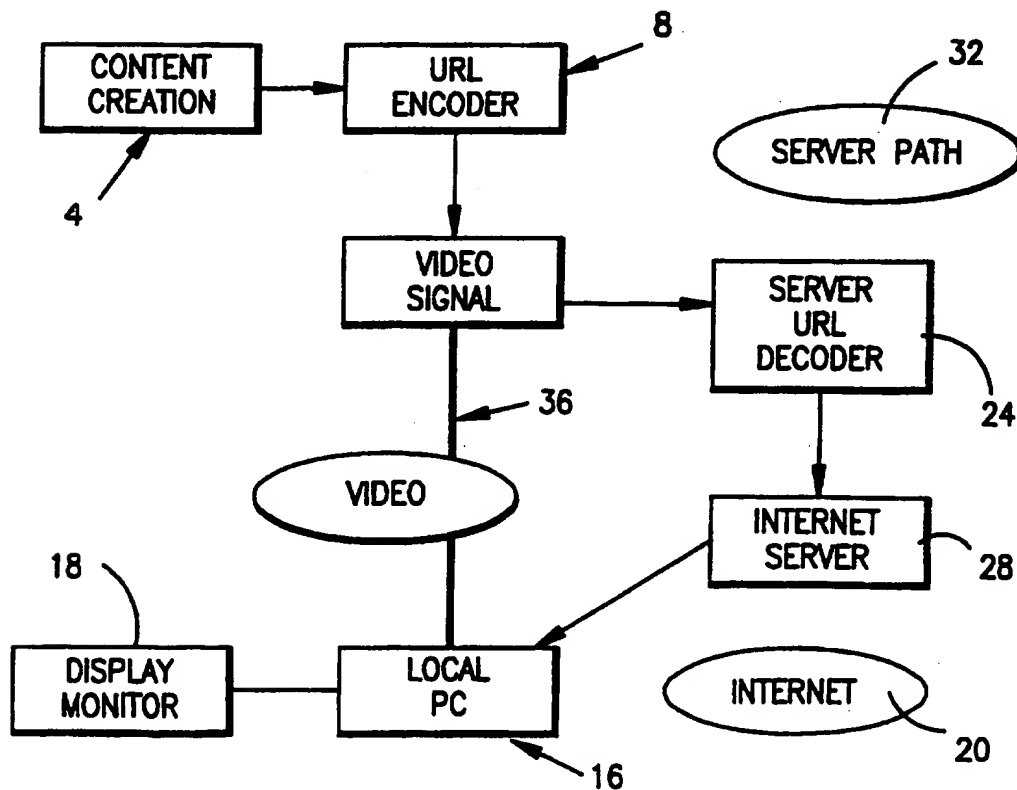 8
32
CONTENT
CREATION
URL
ENCODER
SERVER PATH
4
VIDEO
SIGNAL
SERVER
URL
DECODER
36
24
VIDEO
INTERNET
SERVER
18
28
DISPLAY
MONITOR
LOCAL
PC
INTERNET
20
16